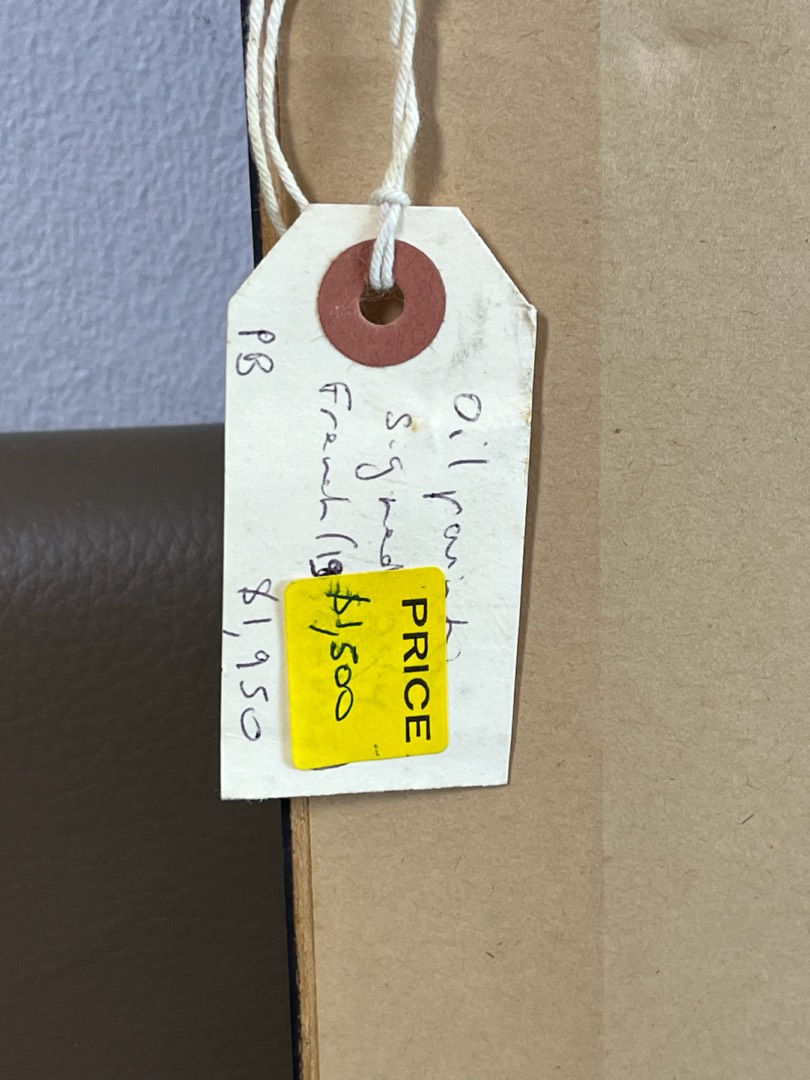 Oil
Signed
French (19
PB $1,950
PRICE
$1,500